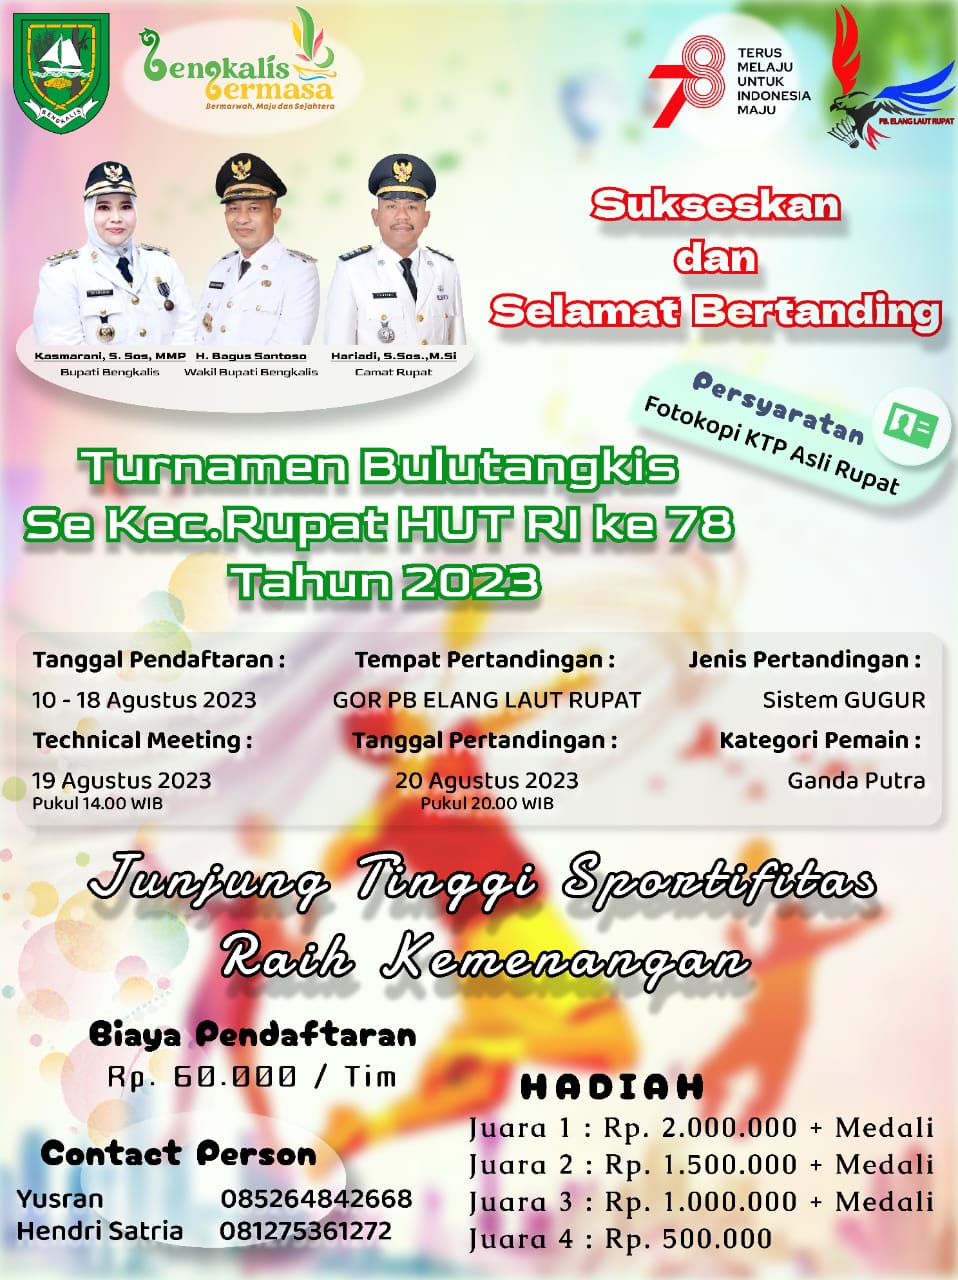 BENGKALIS
Bengkalis
Bermasa
Bermarwah, Maju dan Sejahtera
78
TERUS
MELAJU
UNTUK
INDONESIA
MAJU
PB. ELANG LAUT RUPAT
Sukseskan
dan
Selamat Bertanding
Kasmarani, S. Sos, MMP
Bupati Bengkalis
H. Bagus Santoso
Wakil Bupati Bengkalis
Hariadi, S.Sos.,M.Si
Camat Rupat
Persyaratan
Fotokopi KTP Asli Rupat
Turnamen Bulutangkis
Se Kec.Rupat HUT RI ke 78
Tahun 2023
Tanggal Pendaftaran :
10 - 18 Agustus 2023
Technical Meeting :
19 Agustus 2023
Pukul 14.00 WIB
Tempat Pertandingan :
GOR PB ELANG LAUT RUPAT
Tanggal Pertandingan :
20 Agustus 2023
Pukul 20.00 WIB
Jenis Pertandingan :
Sistem GUGUR
Kategori Pemain :
Ganda Putra
Junjung Tinggi Sportifitas
Raih Kemenangan
Biaya Pendaftaran
Rp. 60.000 / Tim
Contact Person
Yusran 085264842668
Hendri Satria 081275361272
HADIAH
Juara 1 : Rp. 2.000.000 + Medali
Juara 2 : Rp. 1.500.000 + Medali
Juara 3 : Rp. 1.000.000 + Medali
Juara 4 : Rp. 500.000